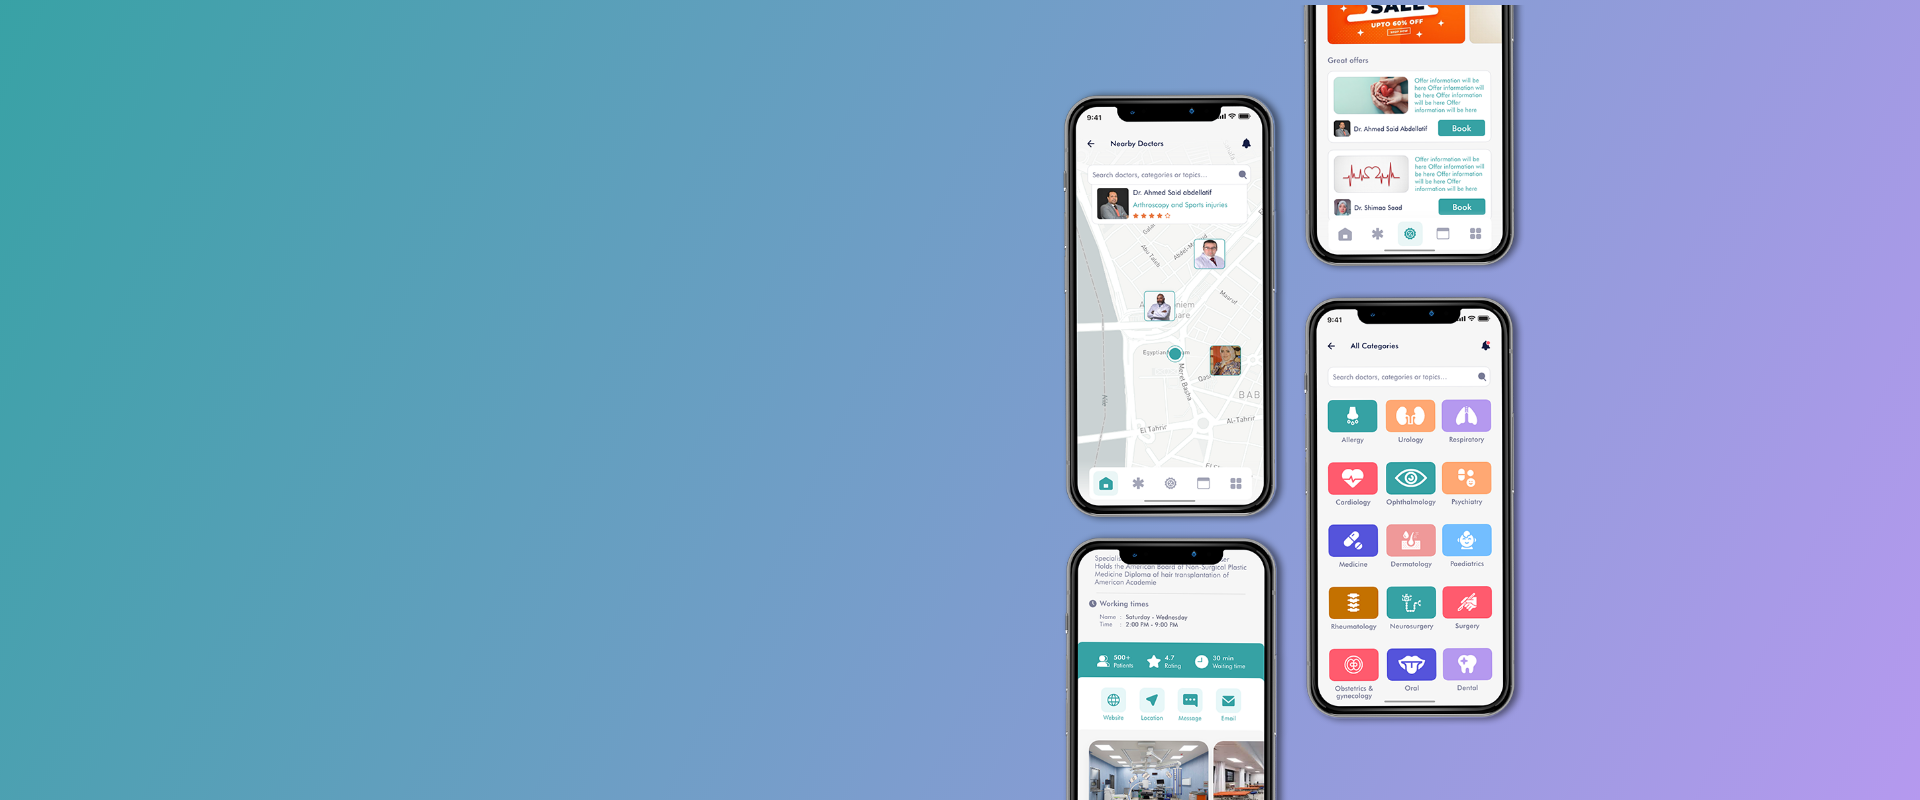 9:41
Nearby Doctors
Search doctors, categories or topics...
Dr. Ahmed Said abdellatif
Arthroscopy and Sports injuries
Abu Taleb
Maaruf
Meret Basha
BAB
El Tahrir
Al-Tahrir
Holds the American Board of Non-Surgical Plastic
Medicine Diploma of hair transplantation of
American Academie
Working times
Name : Saturday - Wednesday
Time : 2:00 PM - 9:00 PM
500+
Patients
4.7
Rating
30 min
Waiting time
Website
Location
Message
Email
SALE
UPTO 60% OFF
Great offers
Offer information will be
here Offer information will
be here Offer information
will be here Offer
information will be here
Dr. Ahmed Said Abdellatif
Book
Offer information will be
here Offer information will
be here Offer information
will be here Offer
information will be here
Dr. Shimaa Saad
Book
9:41
All Categories
Search doctors, categories or topics...
Allergy
Urology
Respiratory
Cardiology
Ophthalmology
Psychiatry
Medicine
Dermatology
Paediatrics
Rheumatology
Neurosurgery
Surgery
Obstetrics &
gynecology
Oral
Dental